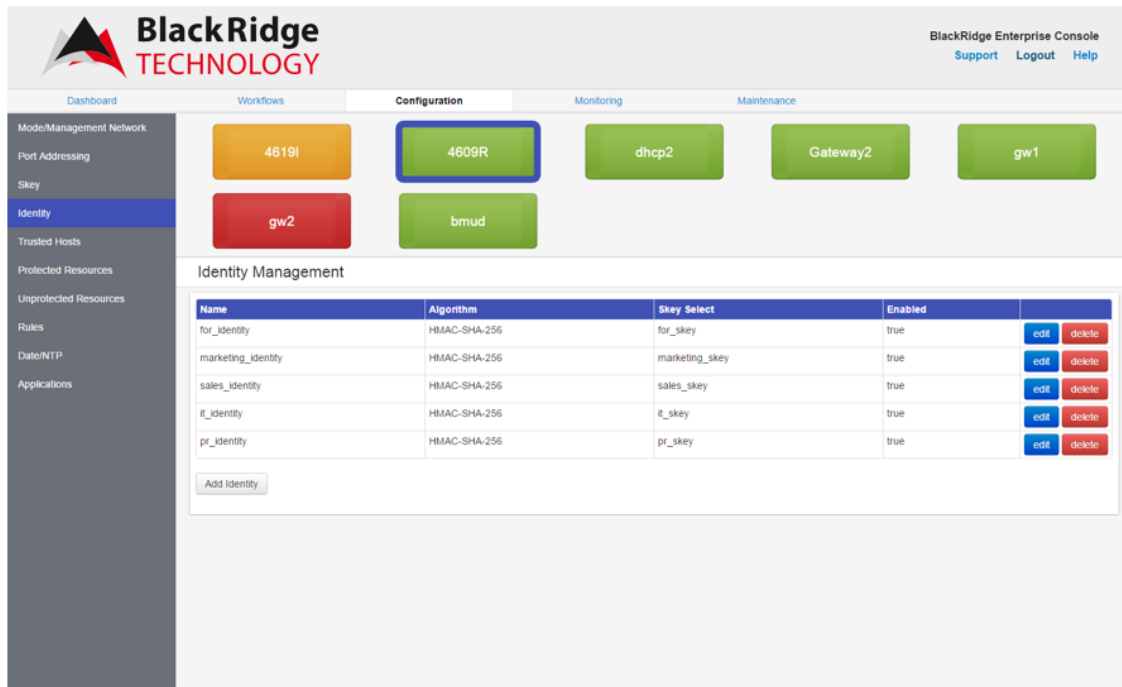 BlackRidge
TECHNOLOGY
BlackRidge Enterprise Console
Support Logout Help
Dashboard Workflows Configuration Monitoring Maintenance
Mode/Management Network
Port Addressing
Skey
Identity
Trusted Hosts
Protected Resources
Unprotected Resources
Rules
Date/NTP
Applications
4619I 4609R dhcp2 Gateway2 gw1
gw2 bmud
Identity Management
Name Algorithm Skey Select Enabled
for_identity HMAC-SHA-256 for_skey true edit delete
marketing_identity HMAC-SHA-256 marketing_skey true edit delete
sales_identity HMAC-SHA-256 sales_skey true edit delete
it_identity HMAC-SHA-256 it_skey true edit delete
pr_identity HMAC-SHA-256 pr_skey true edit delete
Add Identity